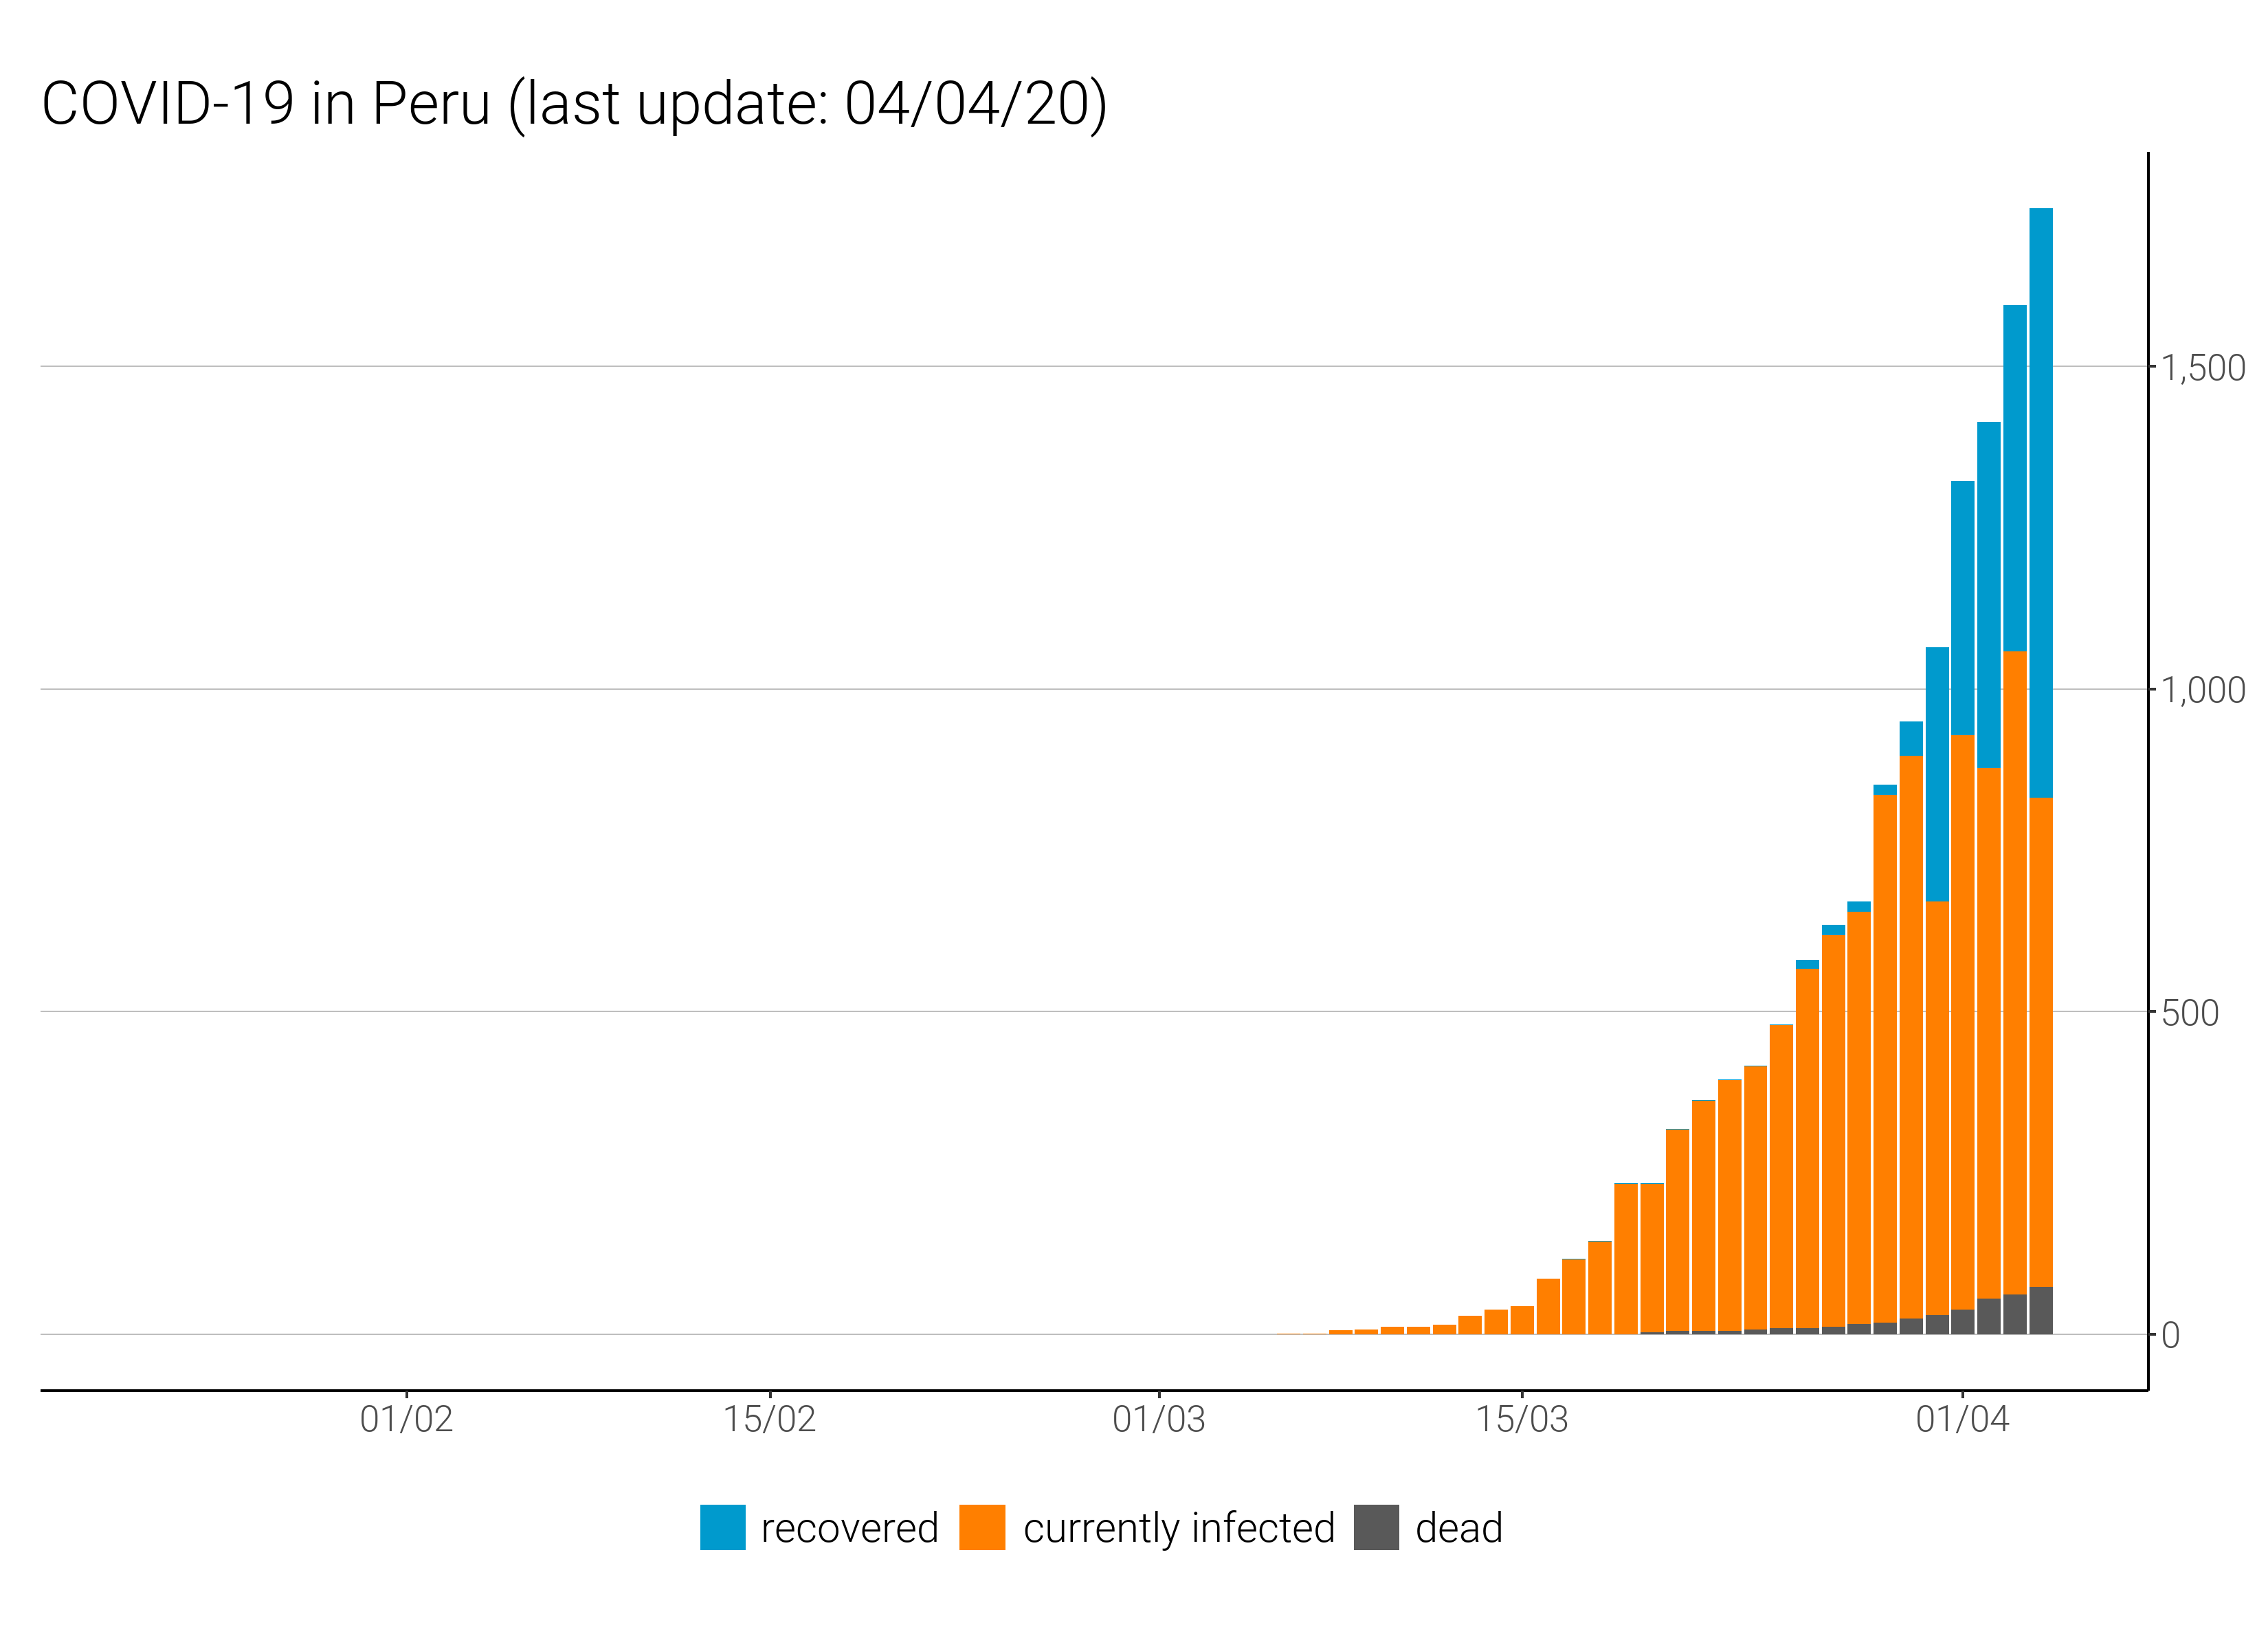 COVID-19 in Peru (last update: 04/04/20)
1,500
1,000
500
0
01/02 15/02 01/03 15/03 01/04
recovered currently infected dead